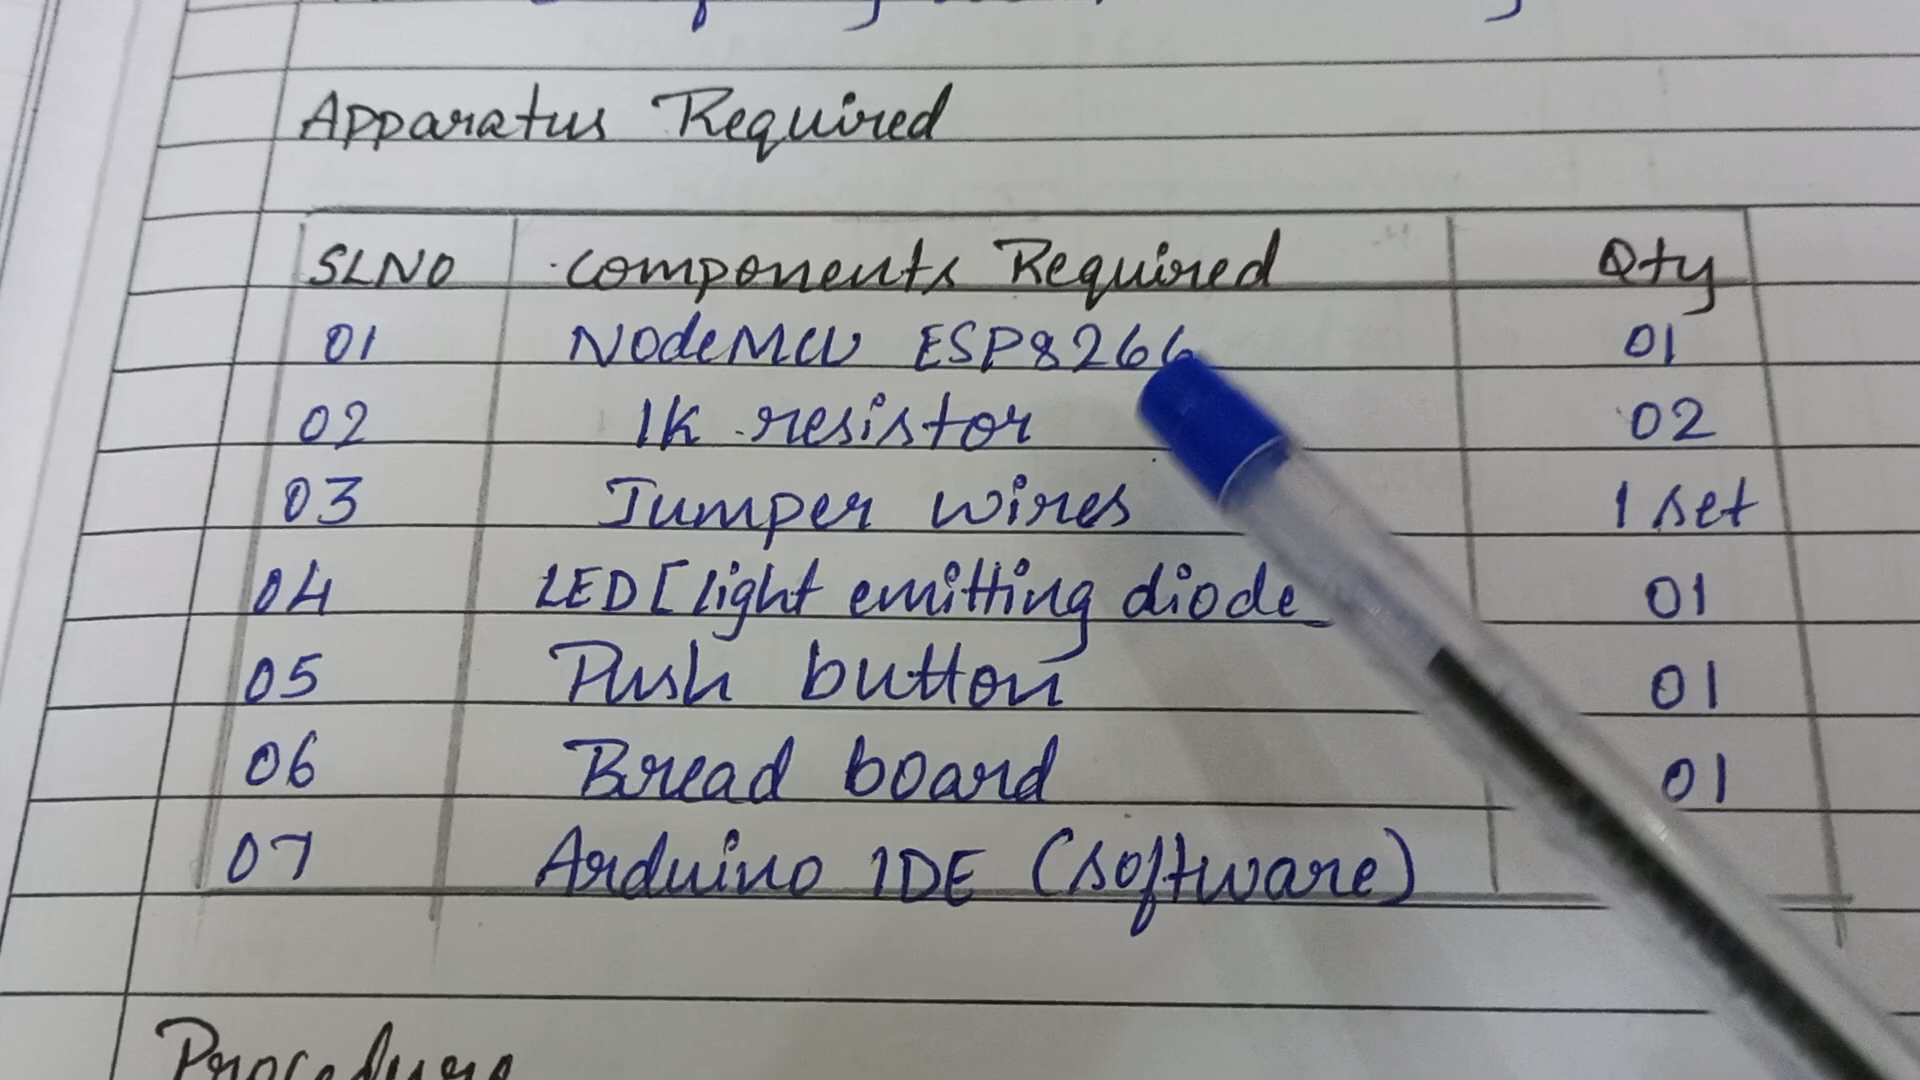 Apparatus Required
SLNO Components Required Qty
01 NodeMCU ESP8266 01
02 1K resistor 02
03 Jumper wires 1 set
04 LED [light emitting diode 01
05 Push button 01
06 Bread board 01
07 Arduino IDE (software)
Procedure